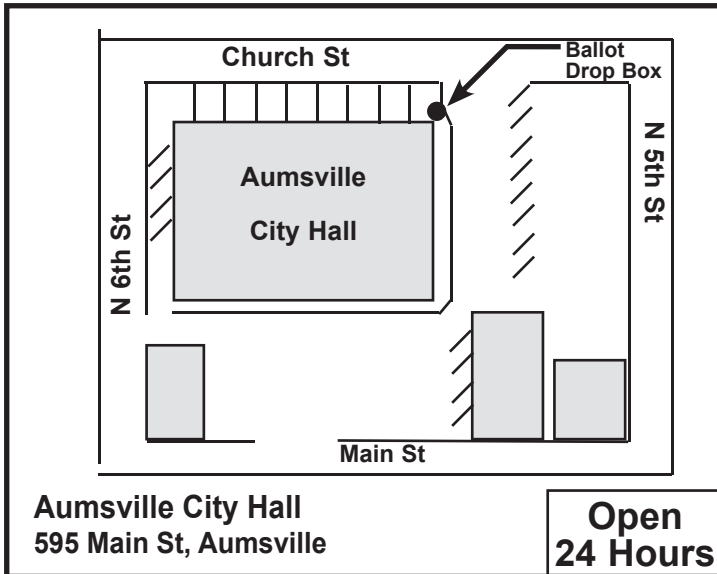 Church St
Ballot
Drop Box
N 5th St
Aumsville
City Hall
N 6th St
Main St
Aumsville City Hall
595 Main St, Aumsville
Open
24 Hours